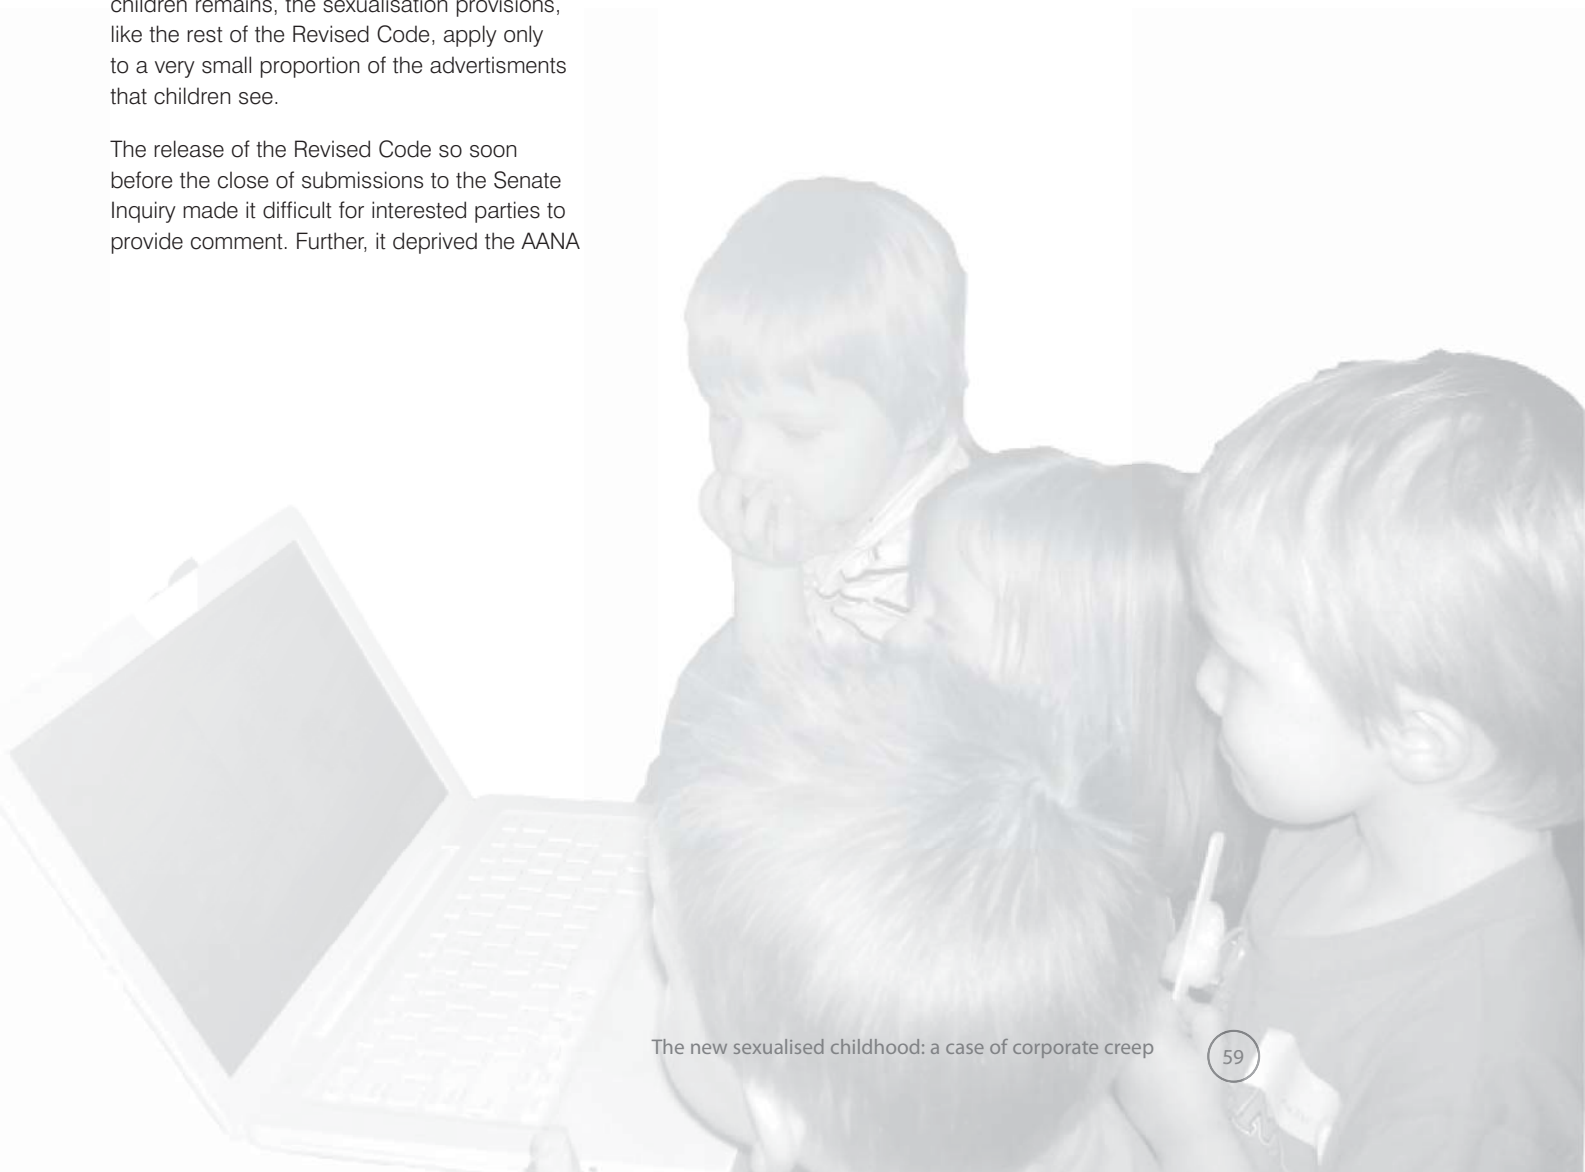 children remains, the sexualisation provisions,
like the rest of the Revised Code, apply only
to a very small proportion of the advertisments
that children see.
The release of the Revised Code so soon
before the close of submissions to the Senate
Inquiry made it difficult for interested parties to
provide comment. Further, it deprived the AANA
The new sexualised childhood: a case of corporate creep
59